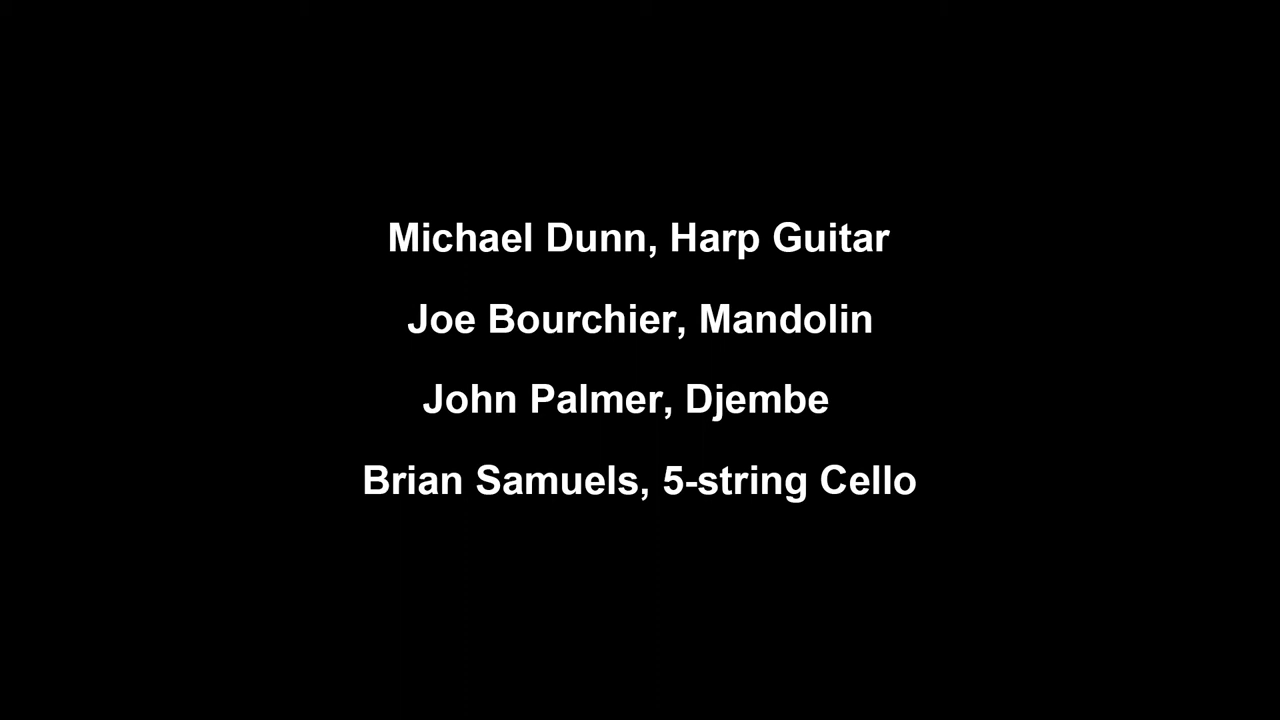 Michael Dunn, Harp Guitar
Joe Bourchier, Mandolin
John Palmer, Djembe
Brian Samuels, 5-string Cello